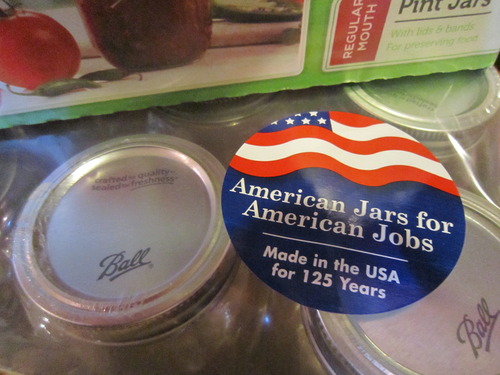 REGULAR
MOUTH
Pint Jars
With lids & bands
For preserving most
crafted for quality
sealed for freshness
Ball
American Jars for
American Jobs
Made in the USA
for 125 Years
Ball